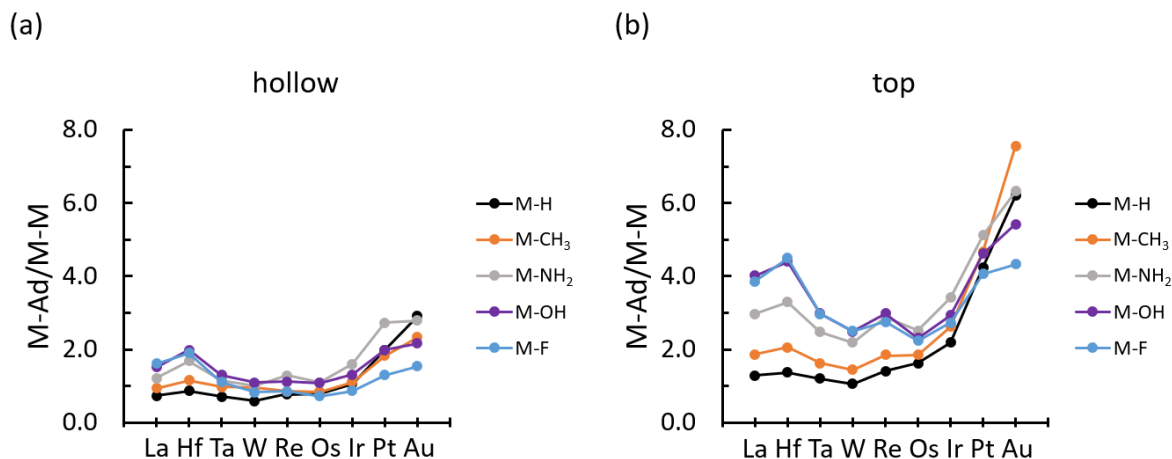 (a)
hollow
M-Ad/M-M
8.0
6.0
4.0
2.0
0.0
La Hf Ta W Re Os Ir Pt Au
M-H
M-CH₃
M-NH₂
M-OH
M-F
(b)
top
M-Ad/M-M
8.0
6.0
4.0
2.0
0.0
La Hf Ta W Re Os Ir Pt Au
M-H
M-CH₃
M-NH₂
M-OH
M-F